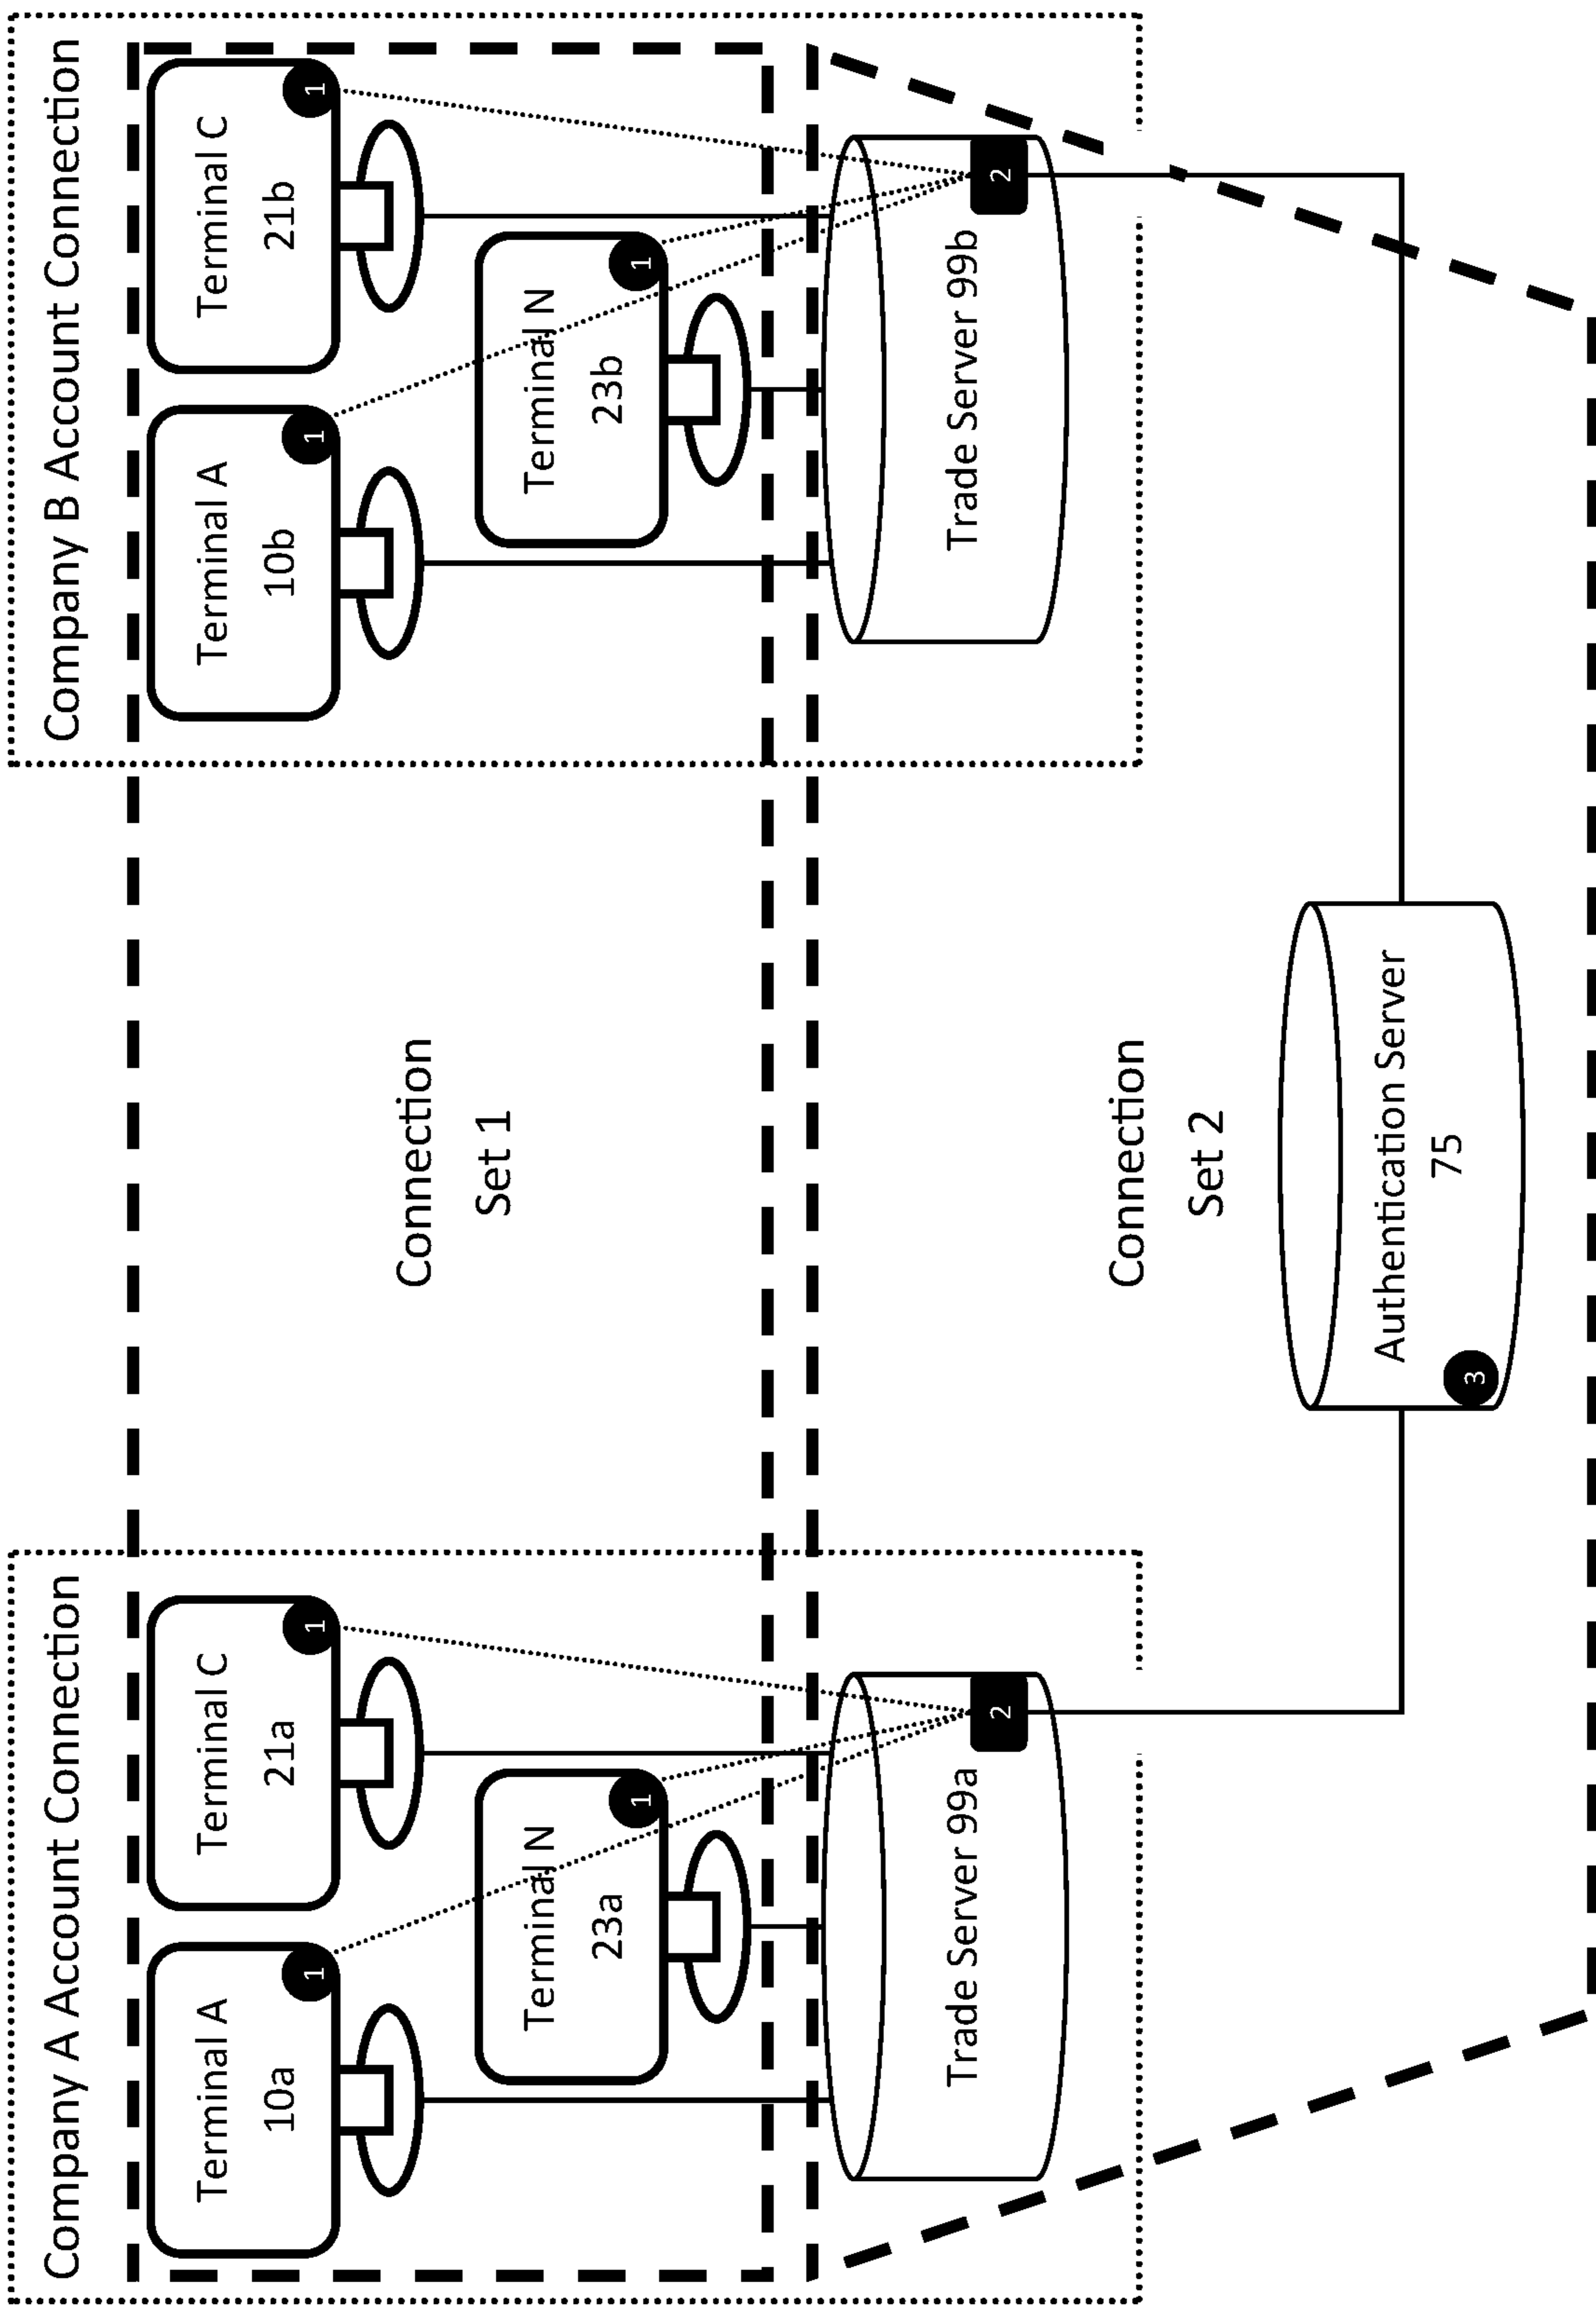 Company A Account Connection
Terminal A
10a
1
Terminal C
21a
1
Terminal N
23a
1
Trade Server 99a
2
Company B Account Connection
Terminal A
10b
1
Terminal C
21b
1
Terminal N
23b
1
Trade Server 99b
2
Connection
Set 1
Connection
Set 2
Authentication Server
75
3